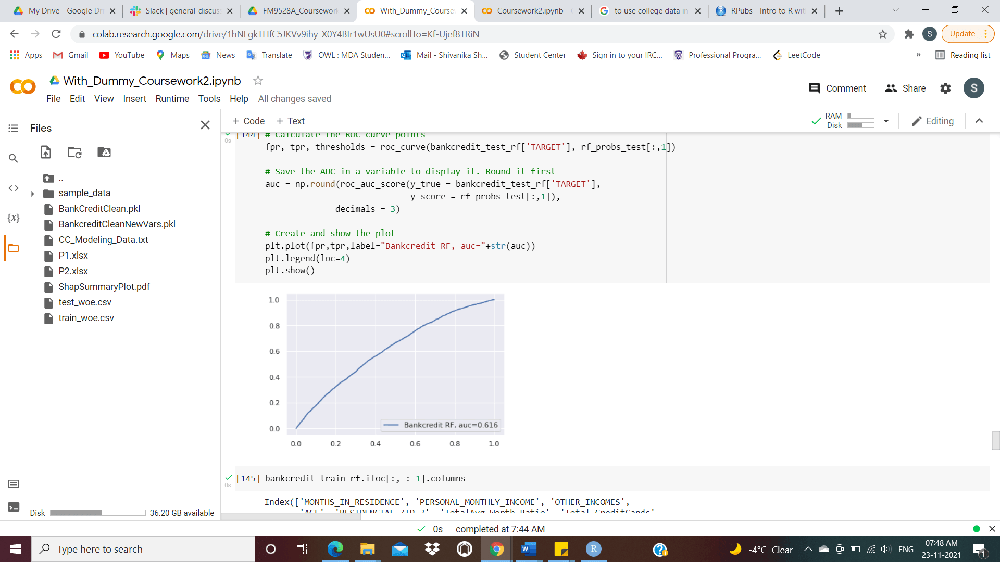 My Drive - Google Dri
Slack | general-discuss
FM9528A_Coursework
With_Dummy_Coursew
Coursework2.ipynb - C
to use college data in
RPubs - Intro to R wit
colab.research.google.com/drive/1hNLgkTHfC5JKVv9ihy_X0Y4BIr1wUsU0#scrollTo=Kf-Ujef8TRiN
S
Update
Apps
Gmail
YouTube
Maps
News
Translate
OWL : MDA Studen...
Mail - Shivanika Sh...
Student Center
Sign in to your IRC...
Professional Progra...
LeetCode
»
Reading list
With_Dummy_Coursework2.ipynb
Comment
Share
S
File Edit View Insert Runtime Tools Help All changes saved
Files
+ Code + Text
RAM
Disk
Editing
..
sample_data
BankCreditClean.pkl
BankcreditCleanNewVars.pkl
CC_Modeling_Data.txt
P1.xlsx
P2.xlsx
ShapSummaryPlot.pdf
test_woe.csv
train_woe.csv
{x}
Disk 36.20 GB available
[144] # Calculate the ROC curve points
0s
fpr, tpr, thresholds = roc_curve(bankcredit_test_rf['TARGET'], rf_probs_test[:,1])
# Save the AUC in a variable to display it. Round it first
auc = np.round(roc_auc_score(y_true = bankcredit_test_rf['TARGET'],
y_score = rf_probs_test[:,1]),
decimals = 3)
# Create and show the plot
plt.plot(fpr,tpr,label="Bankcredit RF, auc="+str(auc))
plt.legend(loc=4)
plt.show()
1.0
0.8
0.6
0.4
0.2
0.0
Bankcredit RF, auc=0.616
0.0 0.2 0.4 0.6 0.8 1.0
[145] bankcredit_train_rf.iloc[:, :-1].columns
0s
Index(['MONTHS_IN_RESIDENCE', 'PERSONAL_MONTHLY_INCOME', 'OTHER_INCOMES',
0s completed at 7:44 AM
Type here to search
-4°C Clear
ENG
07:48 AM
23-11-2021
1